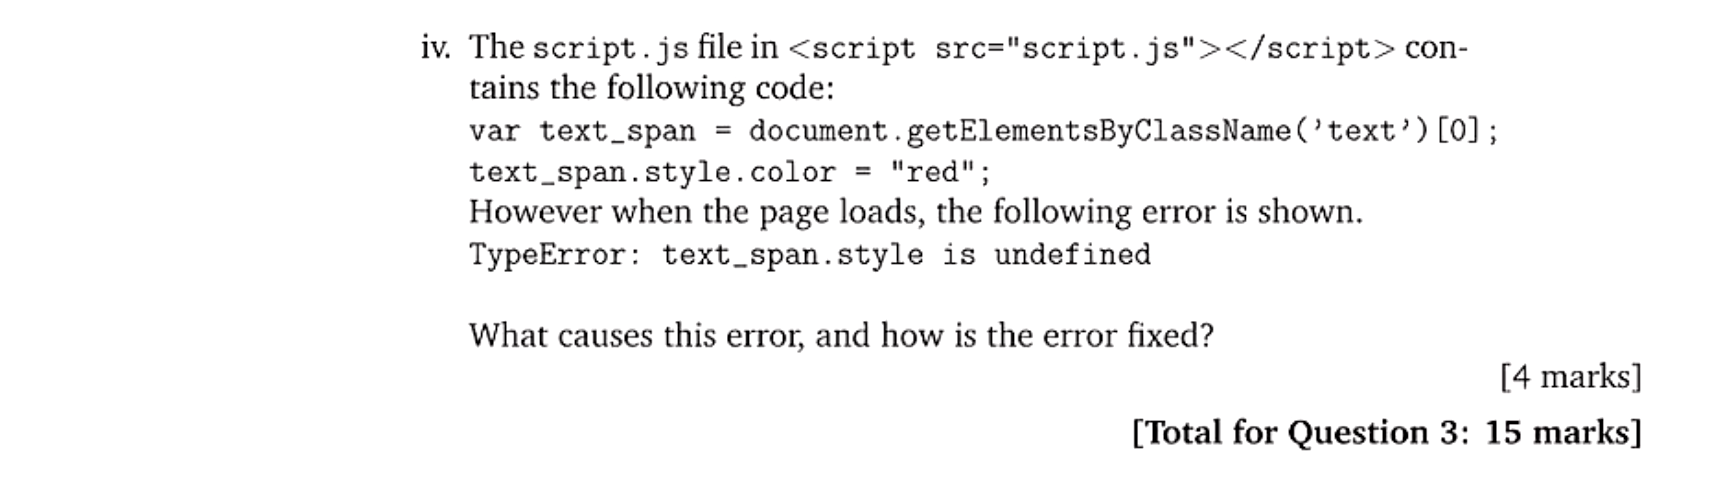 iv. The script.js file in <script src="script.js"></script> con-
tains the following code:
var text_span = document.getElementsByClassName('text')[0];
text_span.style.color = "red";
However when the page loads, the following error is shown.
TypeError: text_span.style is undefined
What causes this error, and how is the error fixed?
[4 marks]
[Total for Question 3: 15 marks]